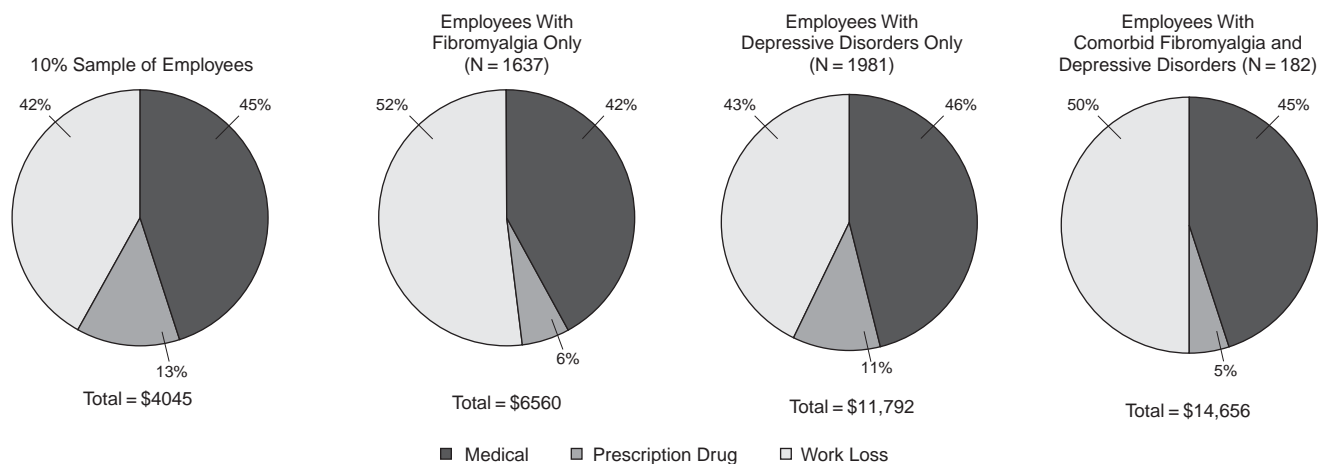 10% Sample of Employees
42%
45%
13%
Total = $4045
Employees With
Fibromyalgia Only
(N = 1637)
52%
42%
6%
Total = $6560
Employees With
Depressive Disorders Only
(N = 1981)
43%
46%
11%
Total = $11,792
Employees With
Comorbid Fibromyalgia and
Depressive Disorders (N = 182)
50%
45%
5%
Total = $14,656
Medical Prescription Drug Work Loss